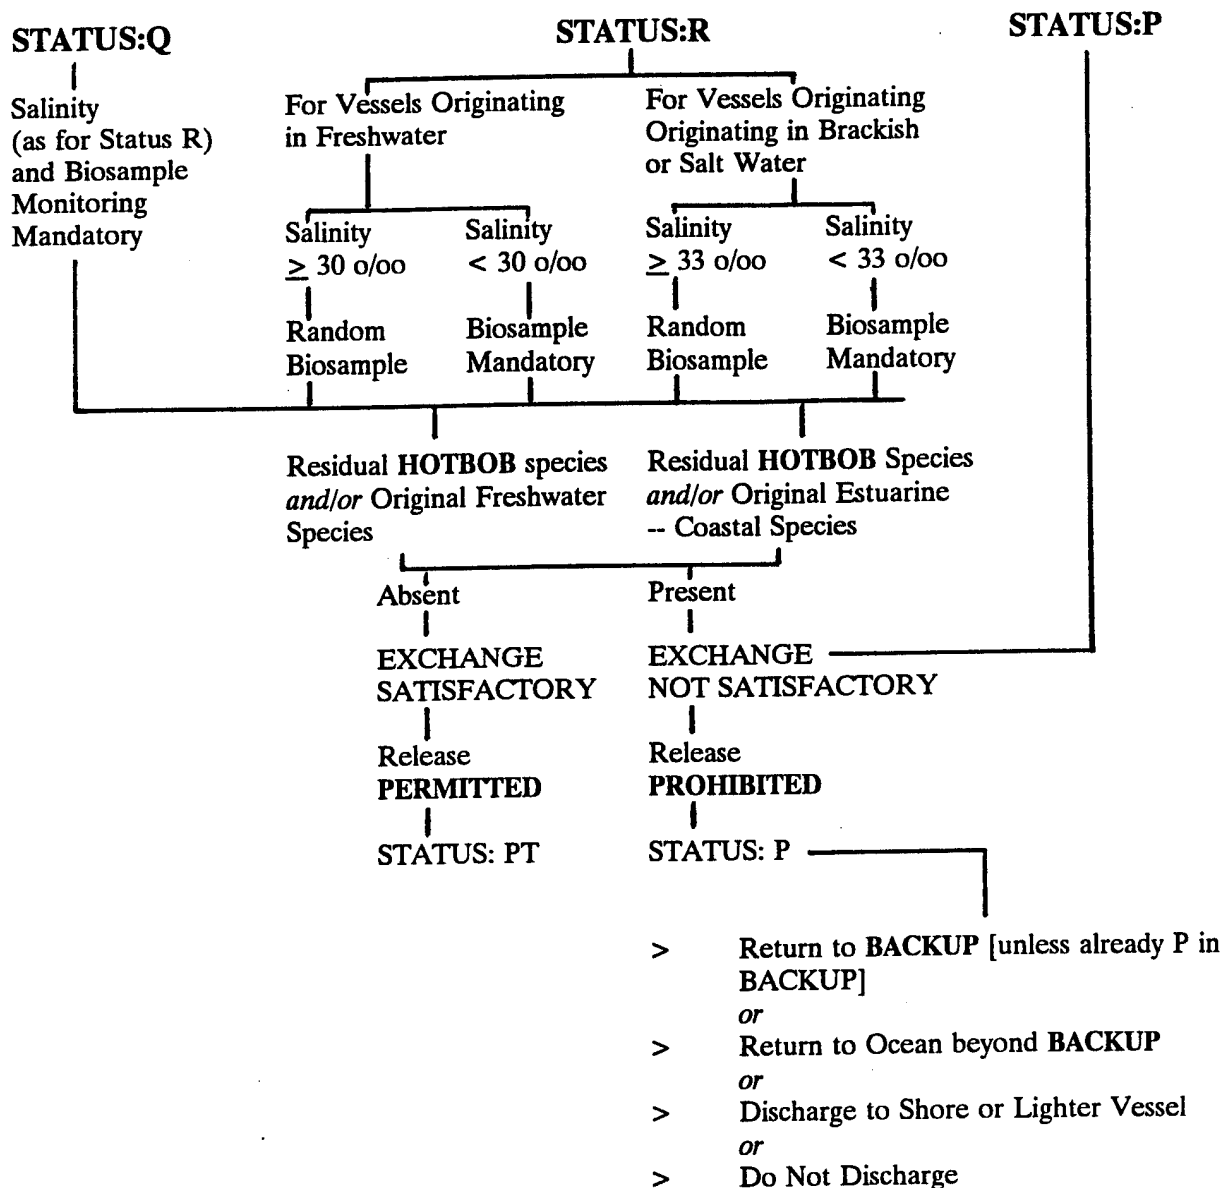 STATUS:Q
Salinity
(as for Status R)
and Biosample
Monitoring
Mandatory
STATUS:R
For Vessels Originating
in Freshwater
Salinity
≥ 30 o/oo
Random
Biosample
Salinity
< 30 o/oo
Biosample
Mandatory
For Vessels Originating
Originating in Brackish
or Salt Water
Salinity
≥ 33 o/oo
Random
Biosample
Salinity
< 33 o/oo
Biosample
Mandatory
STATUS:P
Residual HOTBOB species
and/or Original Freshwater
Species
Residual HOTBOB Species
and/or Original Estuarine
-- Coastal Species
Absent
EXCHANGE
SATISFACTORY
Release
PERMITTED
STATUS: PT
Present
EXCHANGE
NOT SATISFACTORY
Release
PROHIBITED
STATUS: P
> Return to BACKUP [unless already P in
BACKUP]
or
> Return to Ocean beyond BACKUP
or
> Discharge to Shore or Lighter Vessel
or
> Do Not Discharge